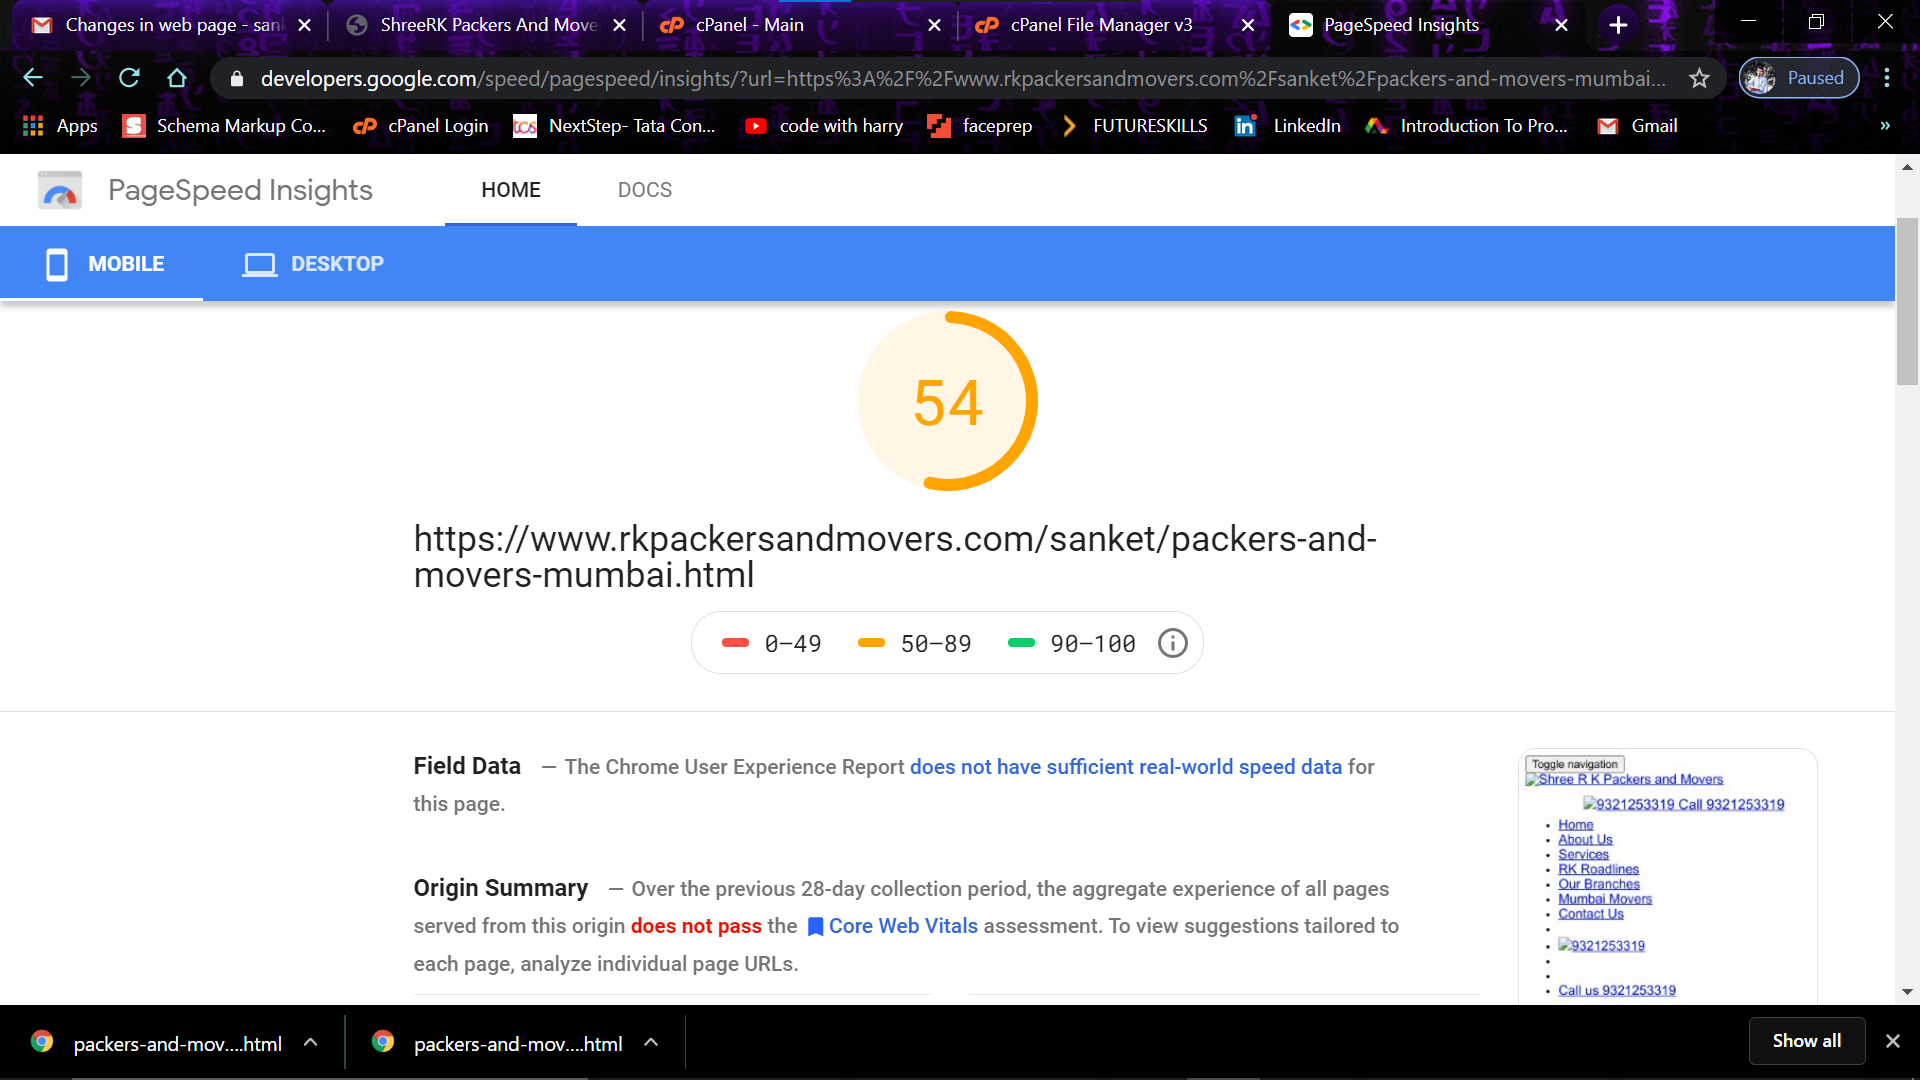 Changes in web page - san
ShreeRK Packers And Move
cPanel - Main
cPanel File Manager v3
PageSpeed Insights
developers.google.com/speed/pagespeed/insights/?url=https%3A%2F%2Fwww.rkpackersandmovers.com%2Fsanket%2Fpackers-and-movers-mumbai...
Paused
Apps
Schema Markup Co...
cPanel Login
NextStep- Tata Con...
code with harry
faceprep
FUTURESKILLS
LinkedIn
Introduction To Pro...
Gmail
»
PageSpeed Insights
HOME
DOCS
MOBILE
DESKTOP
54
https://www.rkpackersandmovers.com/sanket/packers-and-
movers-mumbai.html
0–49
50–89
90–100
Field Data — The Chrome User Experience Report does not have sufficient real-world speed data for
this page.
Origin Summary — Over the previous 28-day collection period, the aggregate experience of all pages
served from this origin does not pass the Core Web Vitals assessment. To view suggestions tailored to
each page, analyze individual page URLs.
Toggle navigation
Shree R K Packers and Movers
9321253319 Call 9321253319
Home
About Us
Services
RK Roadlines
Our Branches
Mumbai Movers
Contact Us
9321253319
Call us 9321253319
packers-and-mov....html
packers-and-mov....html
Show all